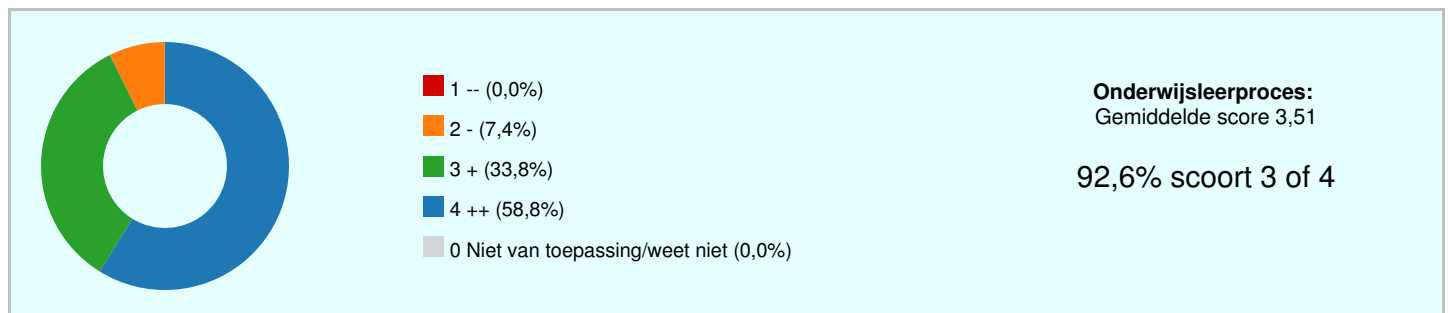 1 -- (0,0%)
2 - (7,4%)
3 + (33,8%)
4 ++ (58,8%)
0 Niet van toepassing/weet niet (0,0%)
Onderwijsleerproces:
Gemiddelde score 3,51
92,6% scoort 3 of 4